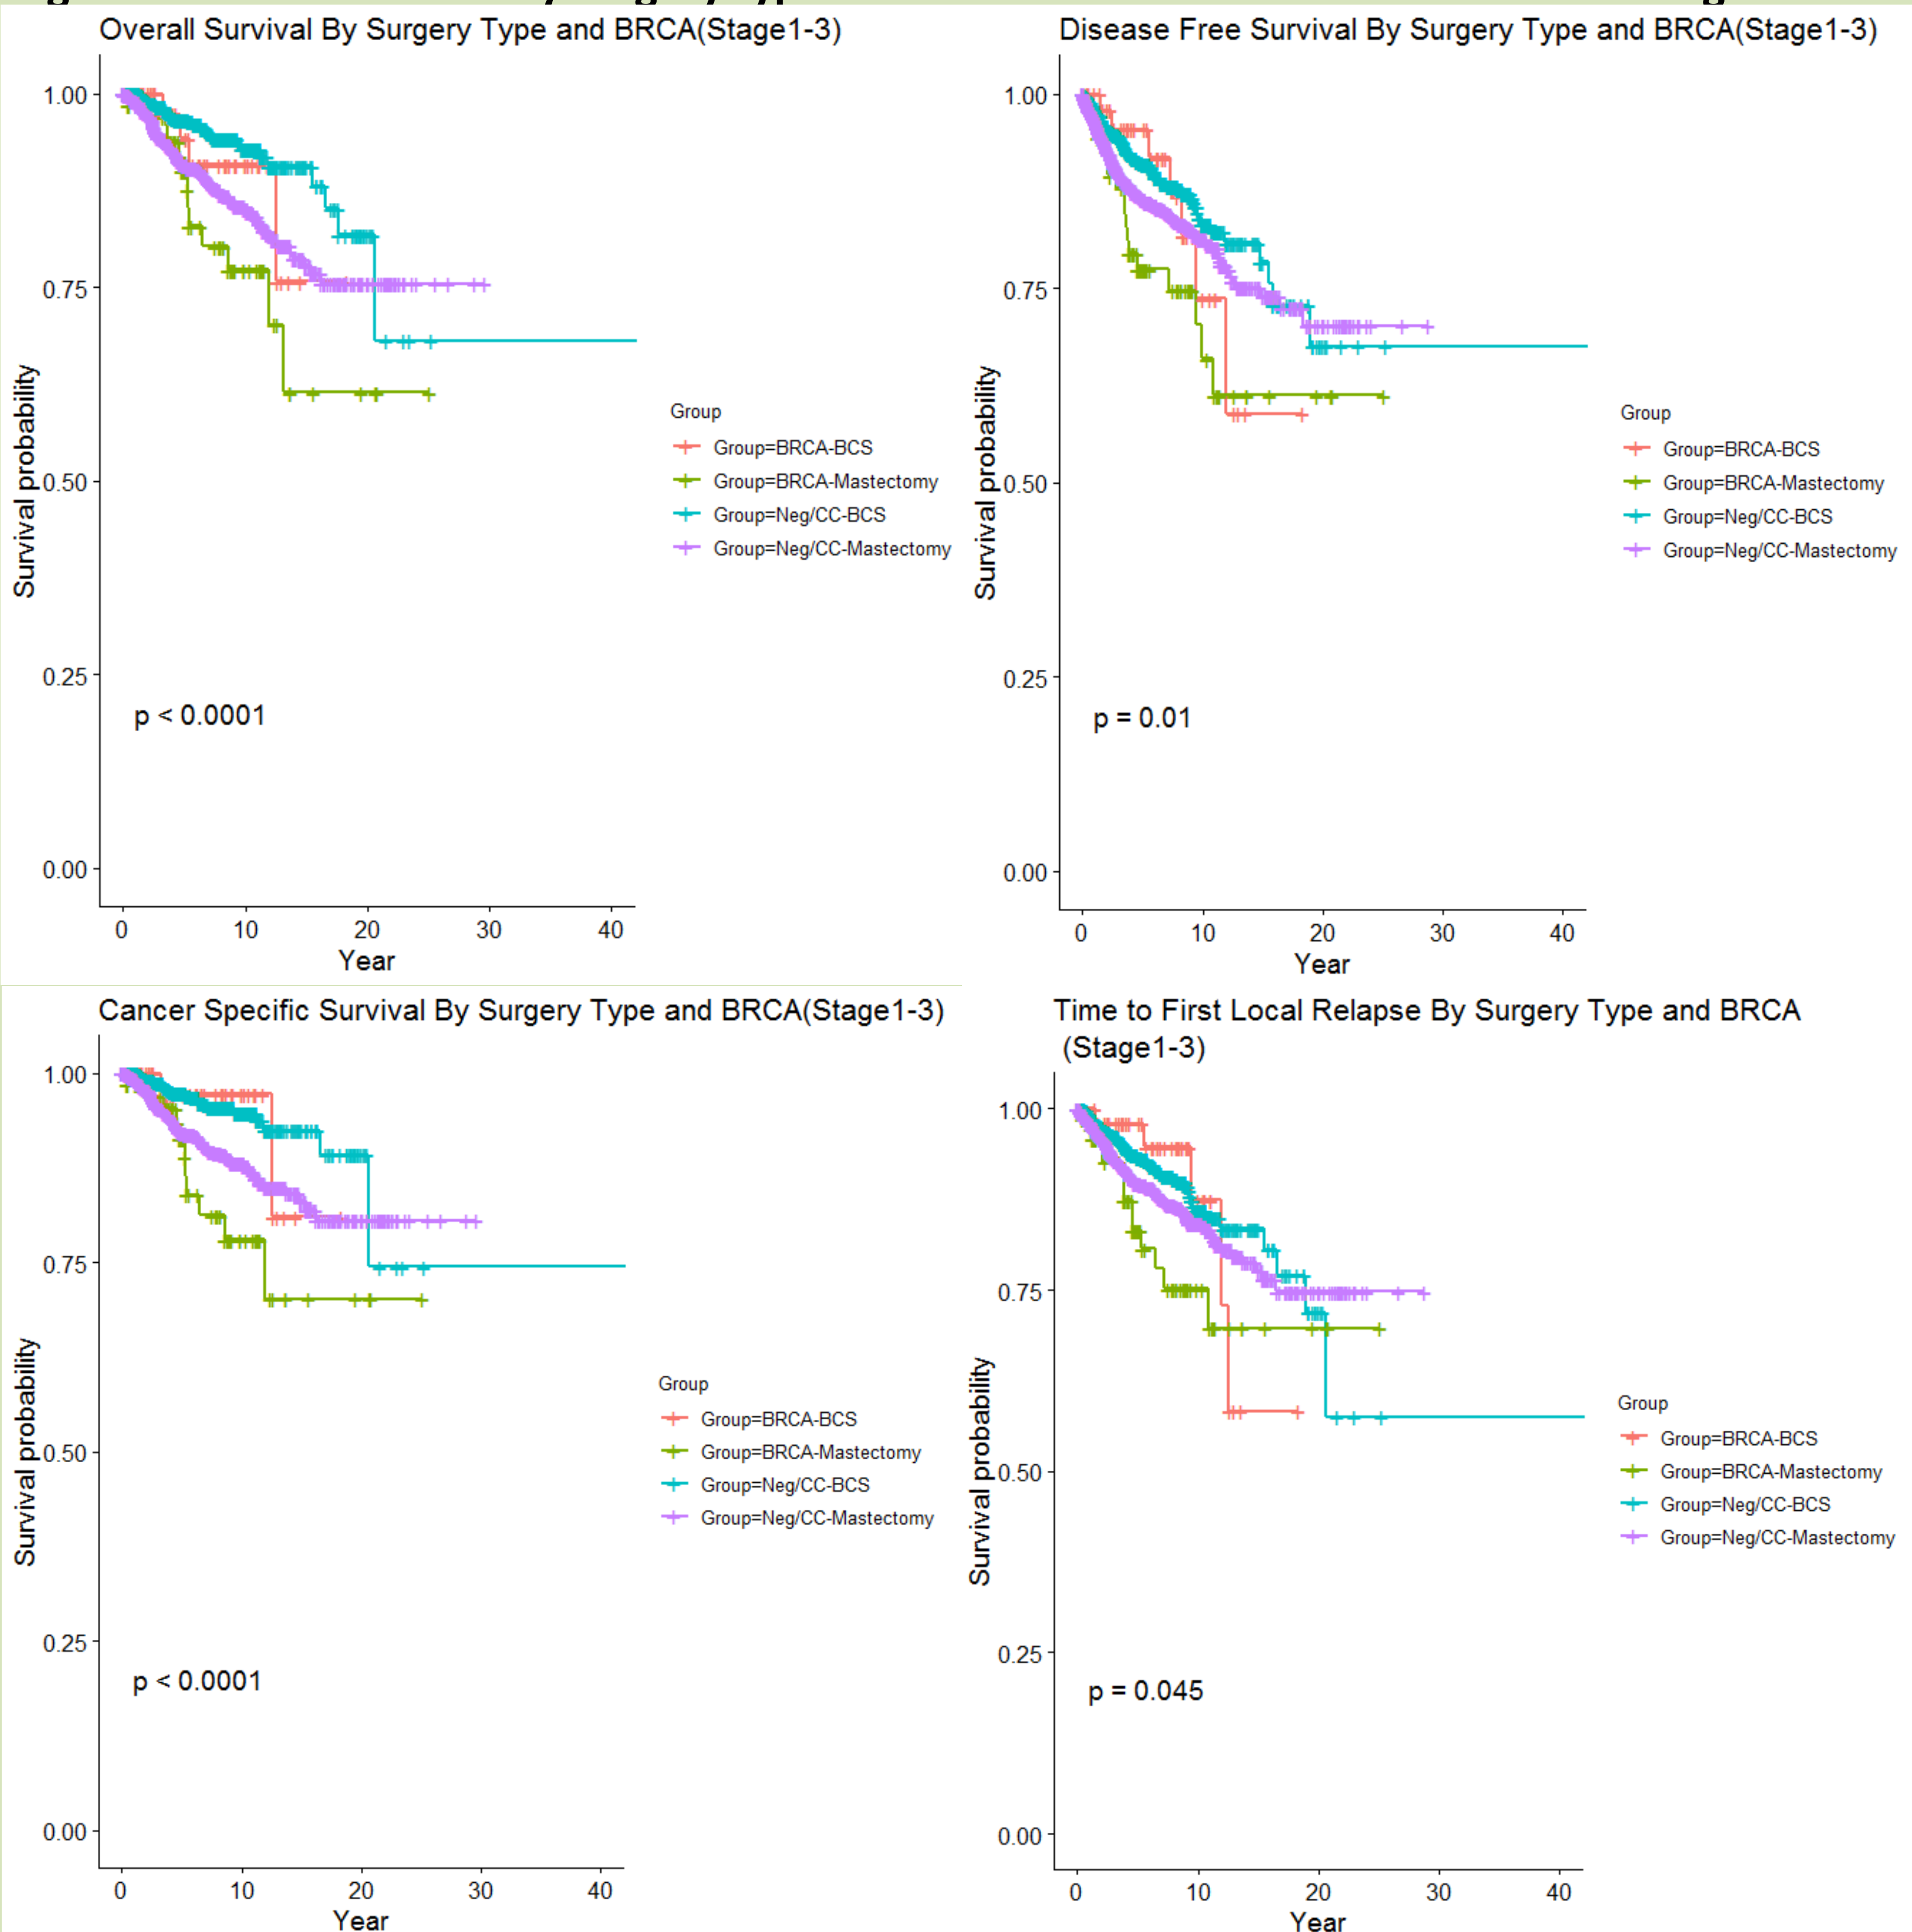 Overall Survival By Surgery Type and BRCA(Stage1-3)
1.00
0.75
0.50
0.25
0.00
Survival probability
p < 0.0001
0 10 20 30 40
Year
Group
Group=BRCA-BCS
Group=BRCA-Mastectomy
Group=Neg/CC-BCS
Group=Neg/CC-Mastectomy
Disease Free Survival By Surgery Type and BRCA(Stage1-3)
1.00
0.75
0.50
0.25
0.00
Survival probability
p = 0.01
0 10 20 30 40
Year
Group
Group=BRCA-BCS
Group=BRCA-Mastectomy
Group=Neg/CC-BCS
Group=Neg/CC-Mastectomy
Cancer Specific Survival By Surgery Type and BRCA(Stage1-3)
1.00
0.75
0.50
0.25
0.00
Survival probability
p < 0.0001
0 10 20 30 40
Year
Group
Group=BRCA-BCS
Group=BRCA-Mastectomy
Group=Neg/CC-BCS
Group=Neg/CC-Mastectomy
Time to First Local Relapse By Surgery Type and BRCA
(Stage1-3)
1.00
0.75
0.50
0.25
0.00
Survival probability
p = 0.045
0 10 20 30 40
Year
Group
Group=BRCA-BCS
Group=BRCA-Mastectomy
Group=Neg/CC-BCS
Group=Neg/CC-Mastectomy